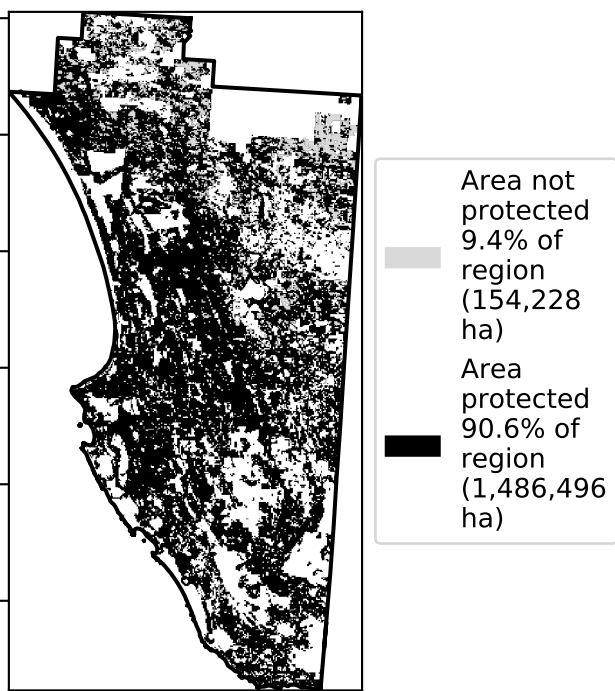 Area not
protected
9.4% of
region
(154,228
ha)
Area
protected
90.6% of
region
(1,486,496
ha)